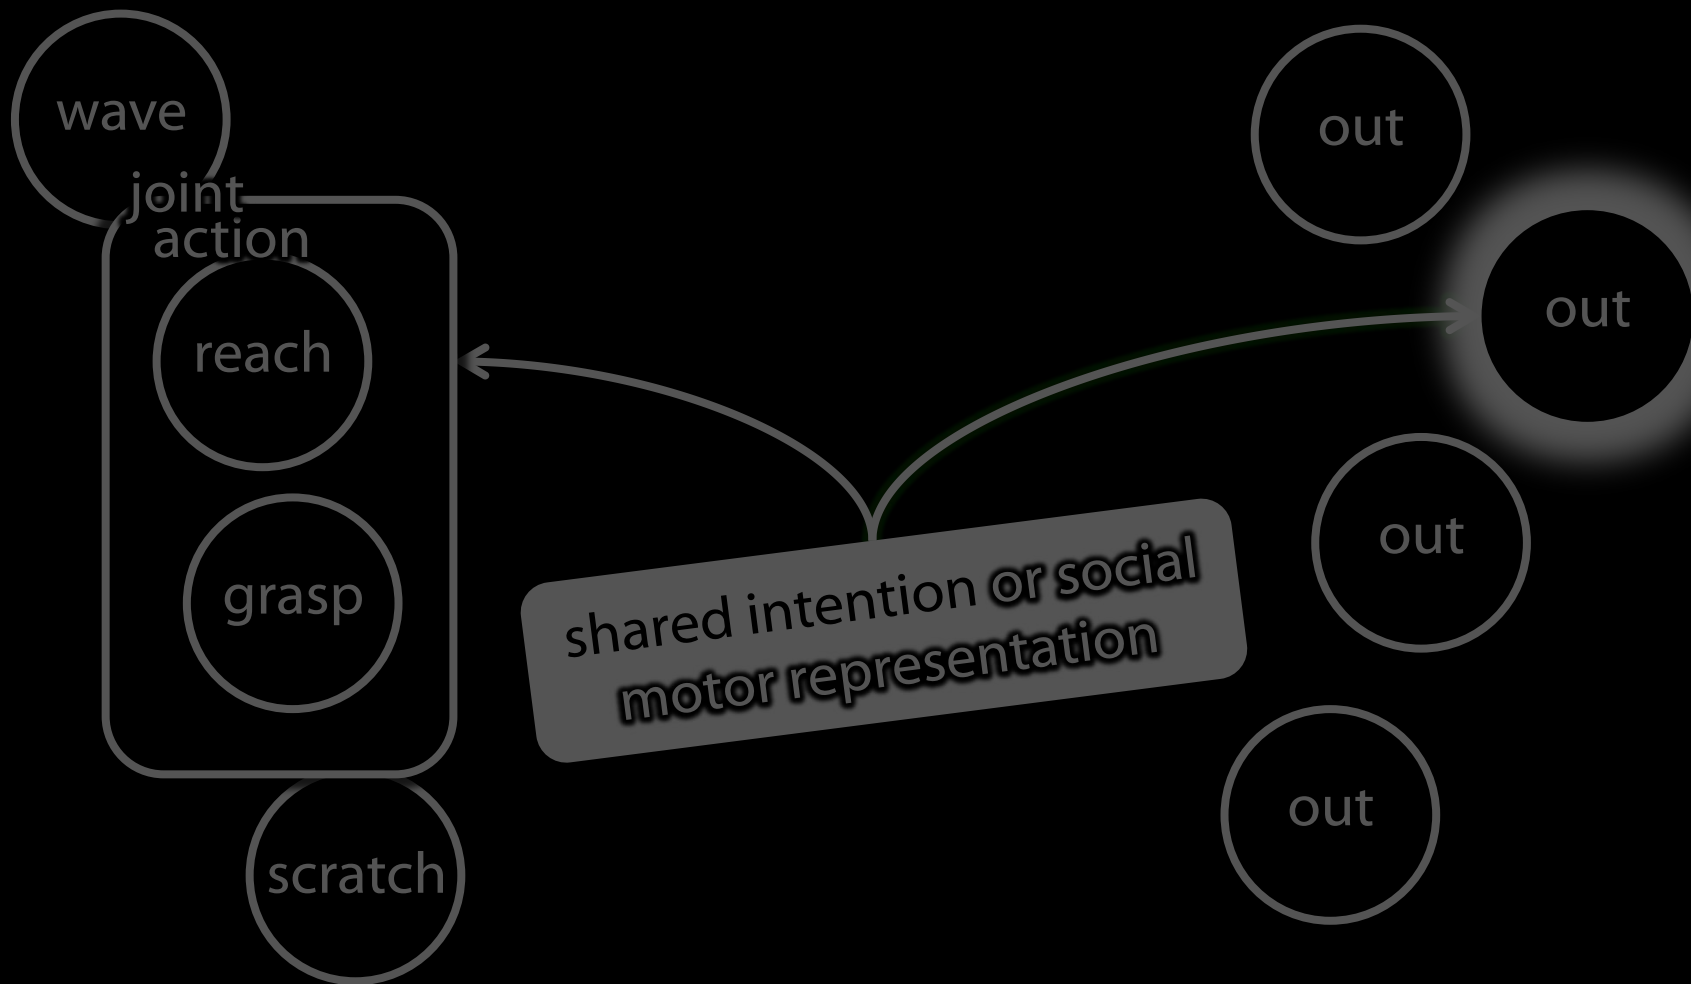 wave
joint
action
reach
grasp
scratch
shared intention or social
motor representation
out
out
out
out